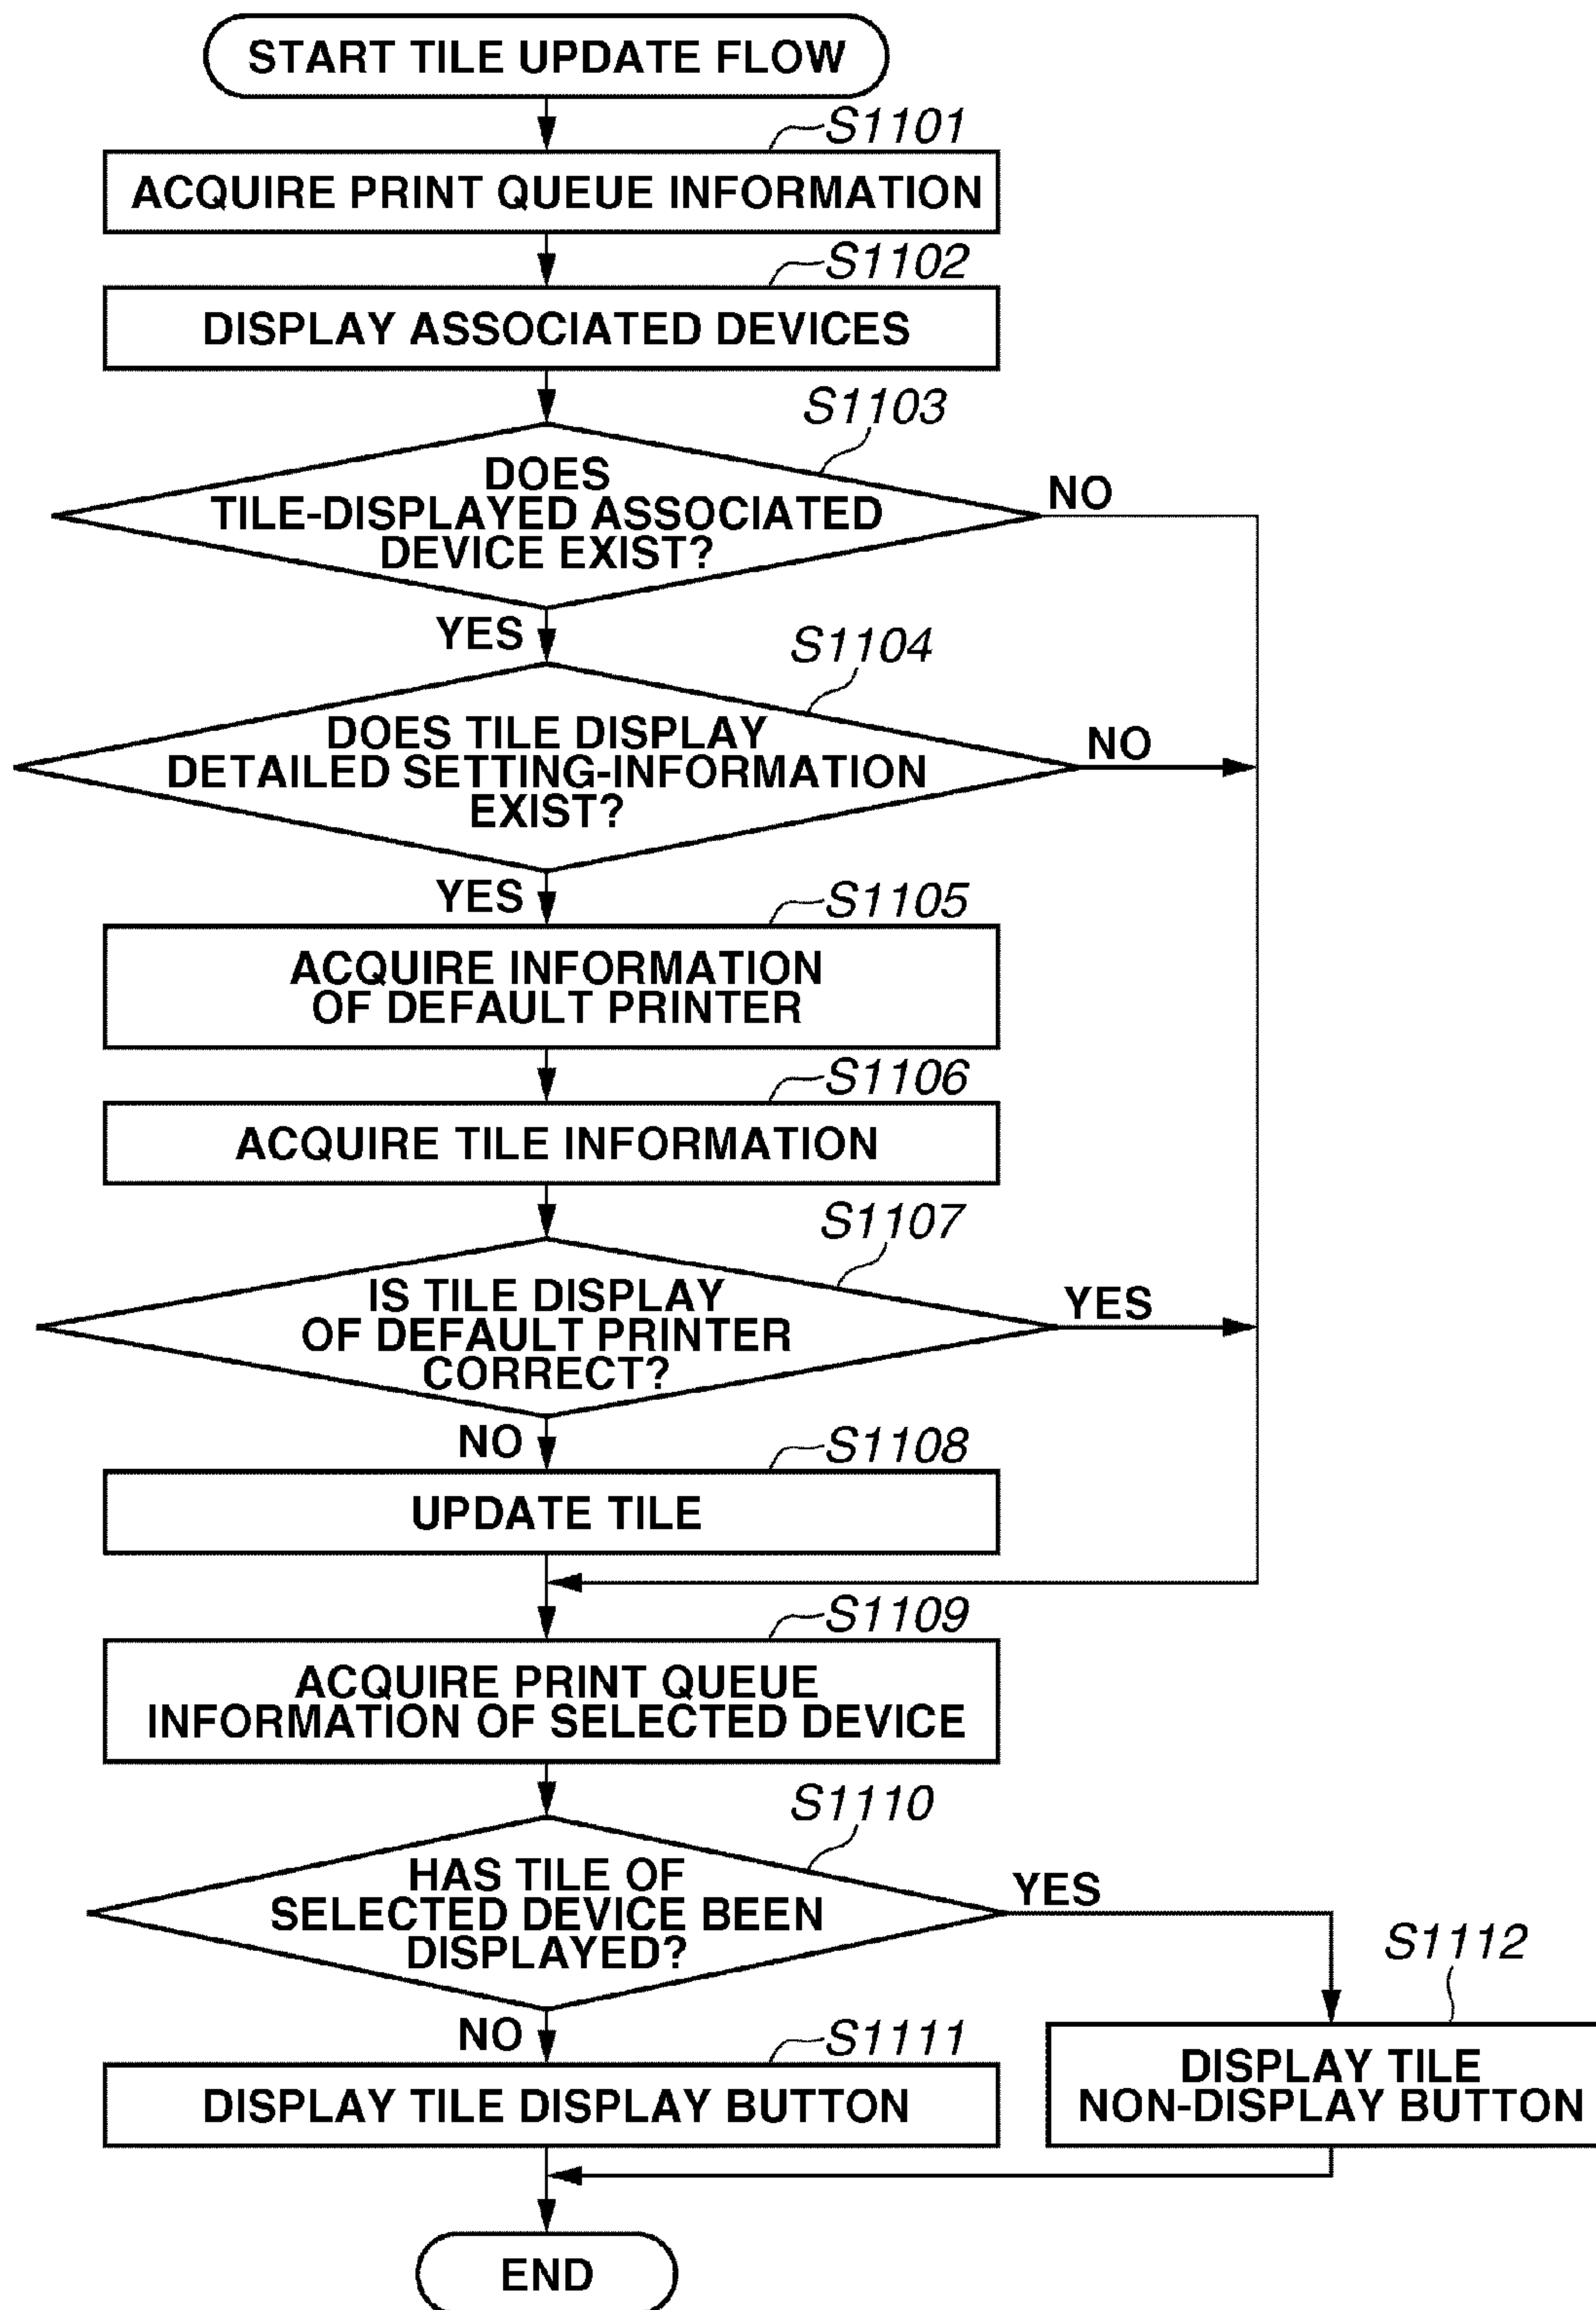 START TILE UPDATE FLOW
S1101
ACQUIRE PRINT QUEUE INFORMATION
S1102
DISPLAY ASSOCIATED DEVICES
S1103
DOES
TILE-DISPLAYED ASSOCIATED
DEVICE EXIST?
NO
YES
S1104
DOES TILE DISPLAY
DETAILED SETTING-INFORMATION
EXIST?
NO
YES
S1105
ACQUIRE INFORMATION
OF DEFAULT PRINTER
S1106
ACQUIRE TILE INFORMATION
S1107
IS TILE DISPLAY
OF DEFAULT PRINTER
CORRECT?
YES
NO
S1108
UPDATE TILE
S1109
ACQUIRE PRINT QUEUE
INFORMATION OF SELECTED DEVICE
S1110
HAS TILE OF
SELECTED DEVICE BEEN
DISPLAYED?
YES
NO
S1111
DISPLAY TILE DISPLAY BUTTON
S1112
DISPLAY TILE
NON-DISPLAY BUTTON
END